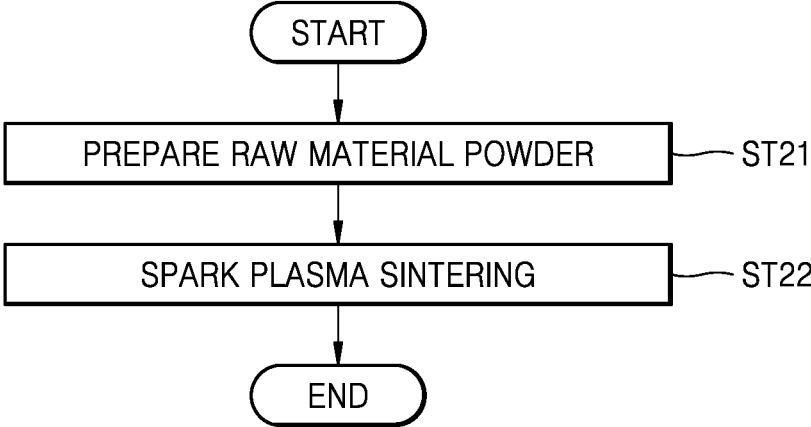 START
PREPARE RAW MATERIAL POWDER
ST21
SPARK PLASMA SINTERING
ST22
END